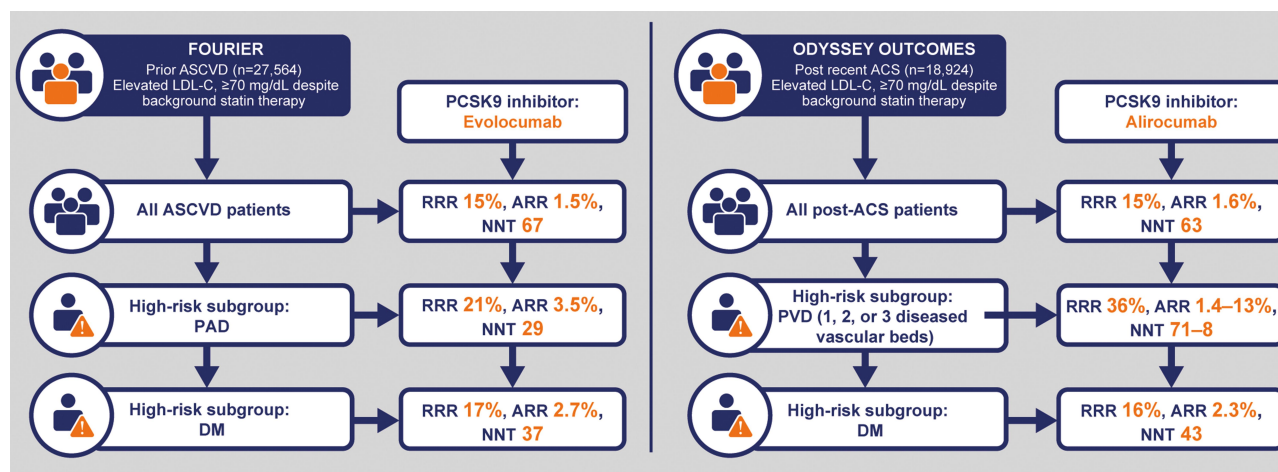 FOURIER
Prior ASCVD (n=27,564)
Elevated LDL-C, ≥70 mg/dL despite
background statin therapy
PCSK9 inhibitor:
Evolocumab
All ASCVD patients
RRR 15%, ARR 1.5%,
NNT 67
High-risk subgroup:
PAD
RRR 21%, ARR 3.5%,
NNT 29
High-risk subgroup:
DM
RRR 17%, ARR 2.7%,
NNT 37
ODYSSEY OUTCOMES
Post recent ACS (n=18,924)
Elevated LDL-C, ≥70 mg/dL despite
background statin therapy
PCSK9 inhibitor:
Alirocumab
All post-ACS patients
RRR 15%, ARR 1.6%,
NNT 63
High-risk subgroup:
PVD (1, 2, or 3 diseased
vascular beds)
RRR 36%, ARR 1.4–13%,
NNT 71–8
High-risk subgroup:
DM
RRR 16%, ARR 2.3%,
NNT 43